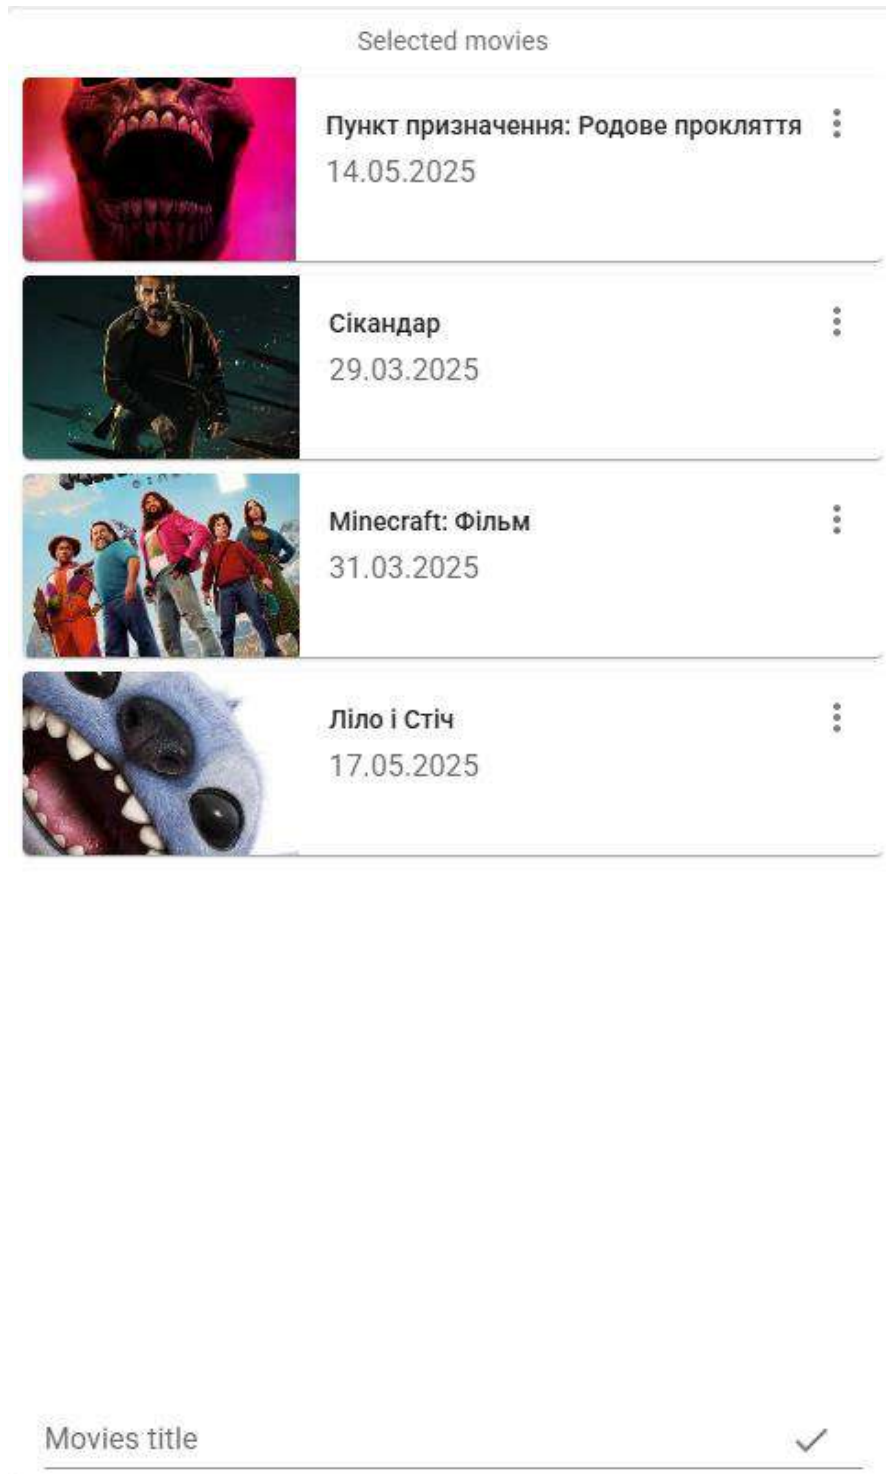 Selected movies
Пункт призначення: Родове прокляття
14.05.2025
Сікандар
29.03.2025
Minecraft: Фільм
31.03.2025
Ліло і Стіч
17.05.2025
Movies title